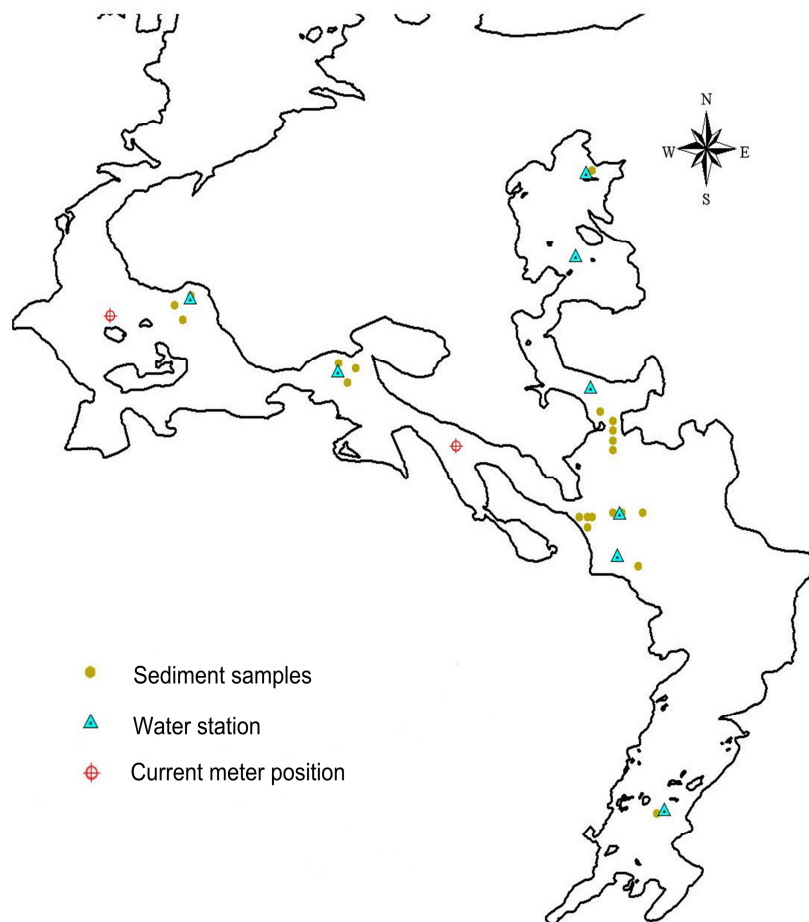 N
W E
S
Sediment samples
Water station
Current meter position